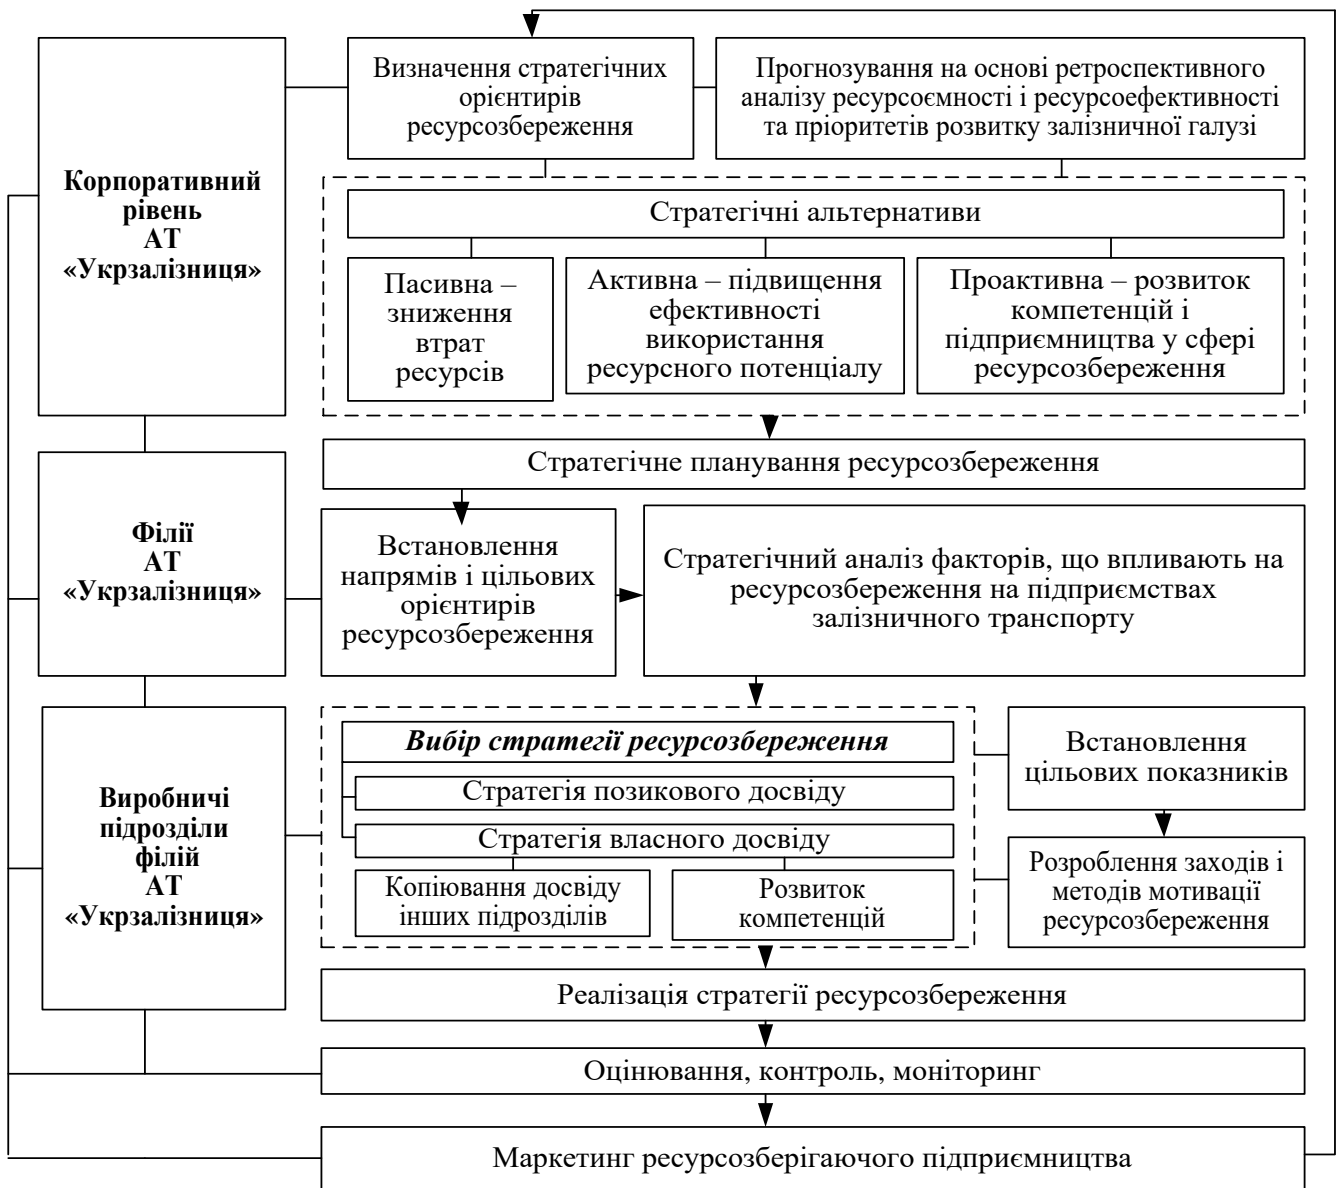 Корпоративний
рівень
АТ
«Укрзалізниця»
Визначення стратегічних
орієнтирів
ресурсозбереження
Прогнозування на основі ретроспективного
аналізу ресурсоємності і ресурсоефективності
та пріоритетів розвитку залізничної галузі
Стратегічні альтернативи
Пасивна –
зниження
втрат
ресурсів
Активна – підвищення
ефективності
використання
ресурсного потенціалу
Проактивна – розвиток
компетенцій і
підприємництва у сфері
ресурсозбереження
Стратегічне планування ресурсозбереження
Філії
АТ
«Укрзалізниця»
Встановлення
напрямів і цільових
орієнтирів
ресурсозбереження
Стратегічний аналіз факторів, що впливають на
ресурсозбереження на підприємствах
залізничного транспорту
Виробничі
підрозділи
філій
АТ
«Укрзалізниця»
Вибір стратегії ресурсозбереження
Стратегія позикового досвіду
Стратегія власного досвіду
Копіювання досвіду
інших підрозділів
Розвиток
компетенцій
Встановлення
цільових показників
Розроблення заходів і
методів мотивації
ресурсозбереження
Реалізація стратегії ресурсозбереження
Оцінювання, контроль, моніторинг
Маркетинг ресурсозберігаючого підприємництва